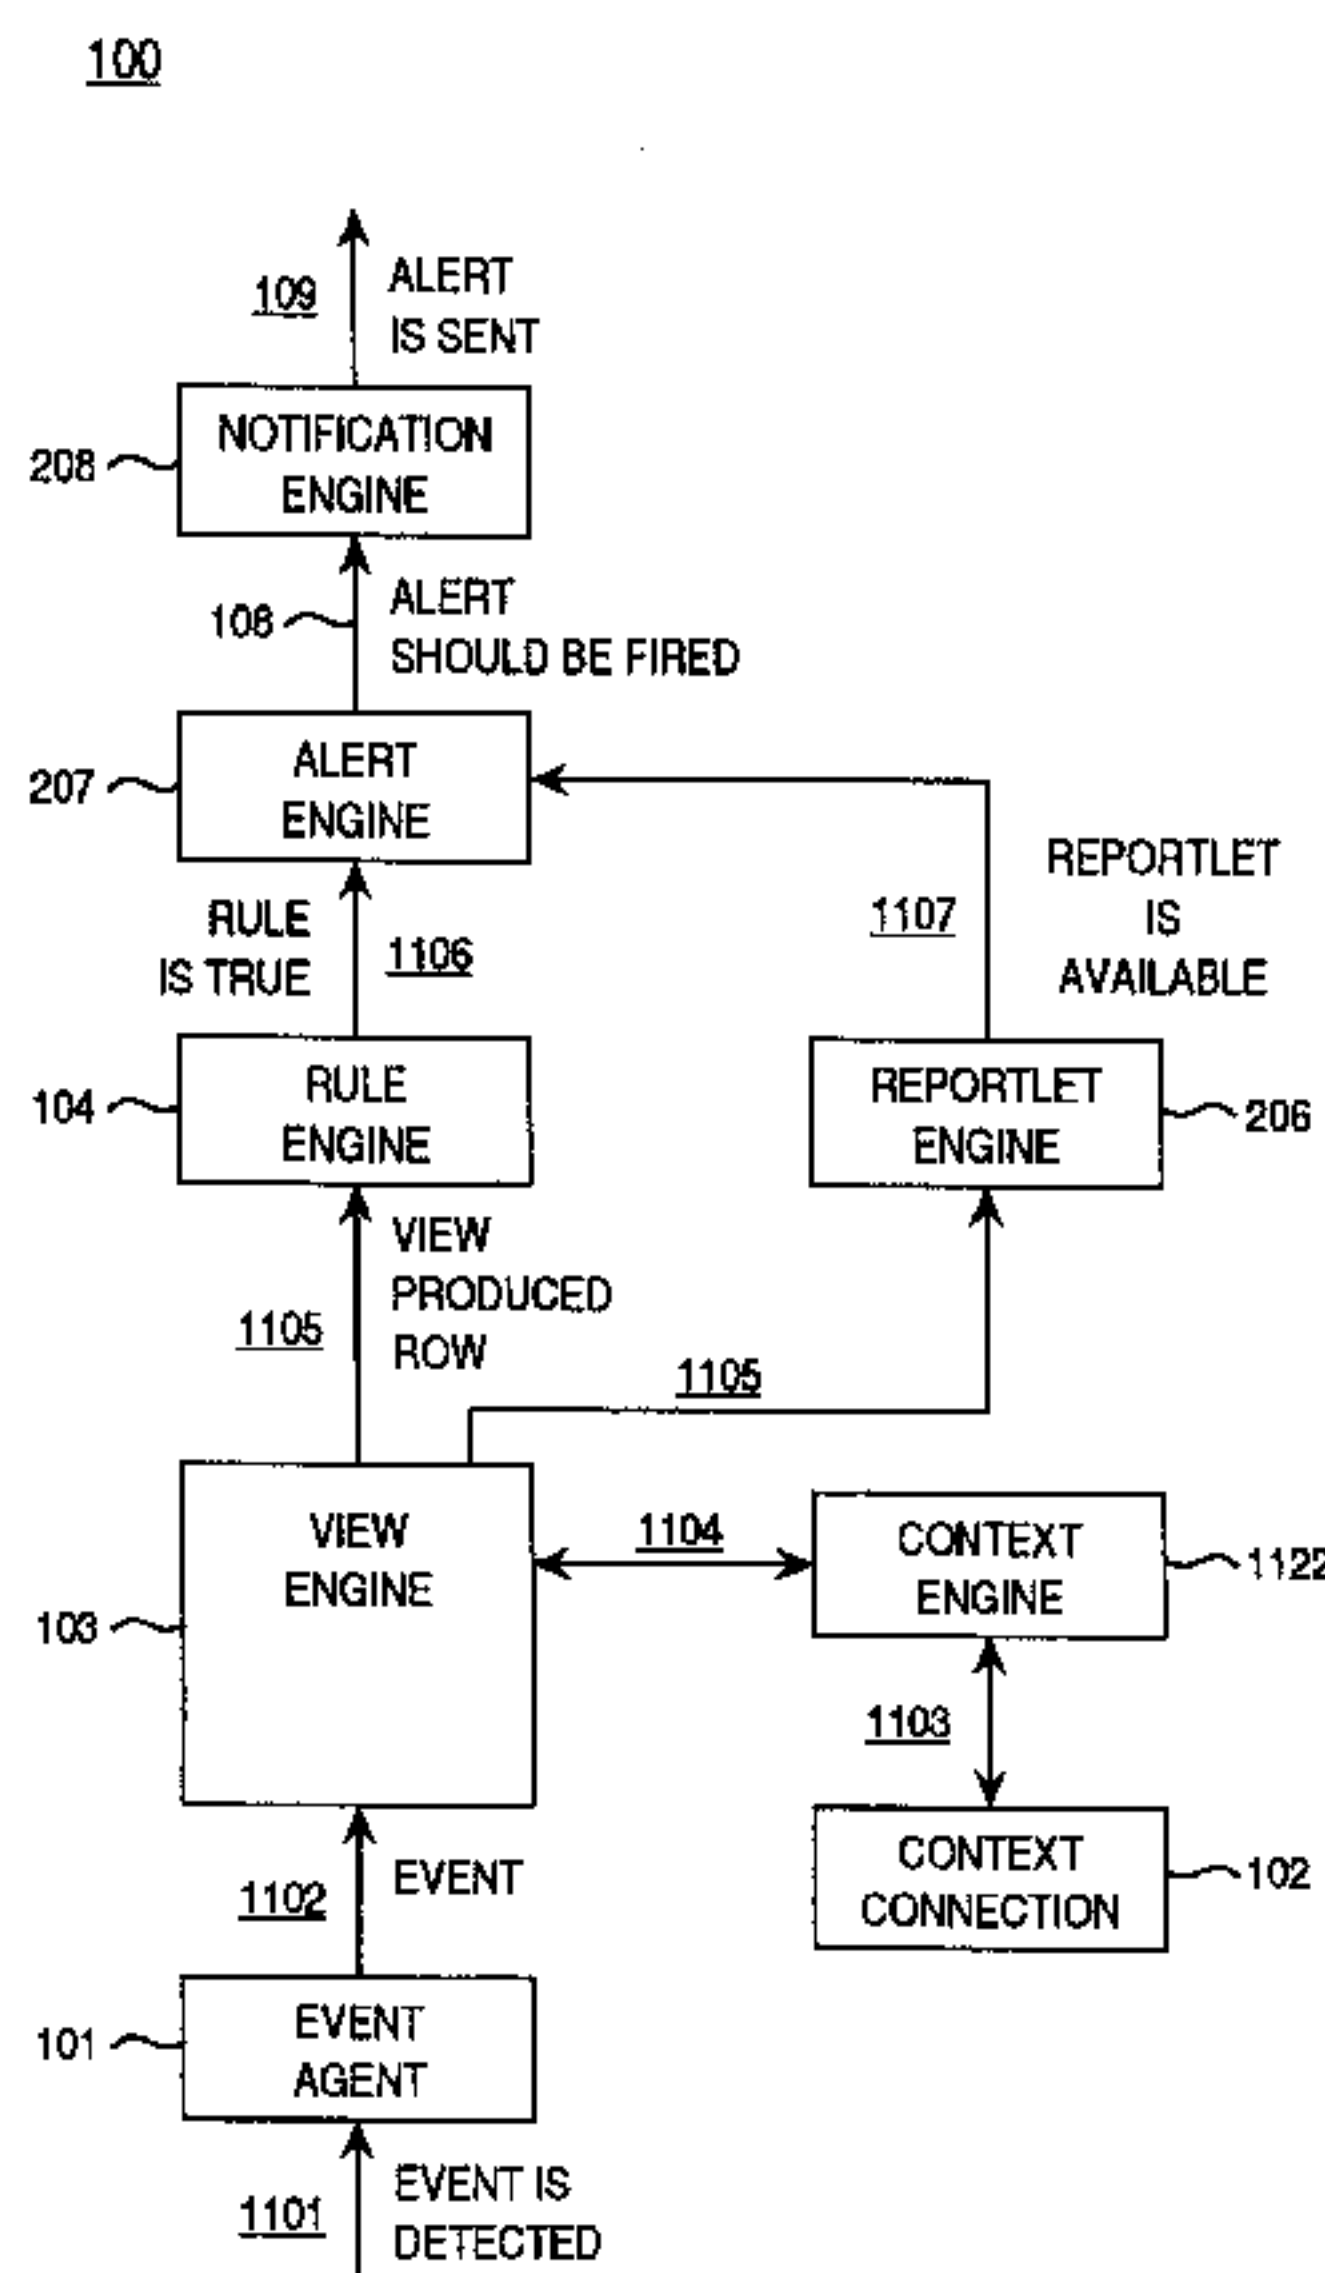 100
109
ALERT
IS SENT
208
NOTIFICATION
ENGINE
108
ALERT
SHOULD BE FIRED
207
ALERT
ENGINE
RULE
IS TRUE
1106
1107
REPORTLET
IS
AVAILABLE
104
RULE
ENGINE
REPORTLET
ENGINE
206
1105
VIEW
PRODUCED
ROW
1105
103
VIEW
ENGINE
1104
CONTEXT
ENGINE
1122
1103
1102
EVENT
CONTEXT
CONNECTION
102
101
EVENT
AGENT
1101
EVENT IS
DETECTED